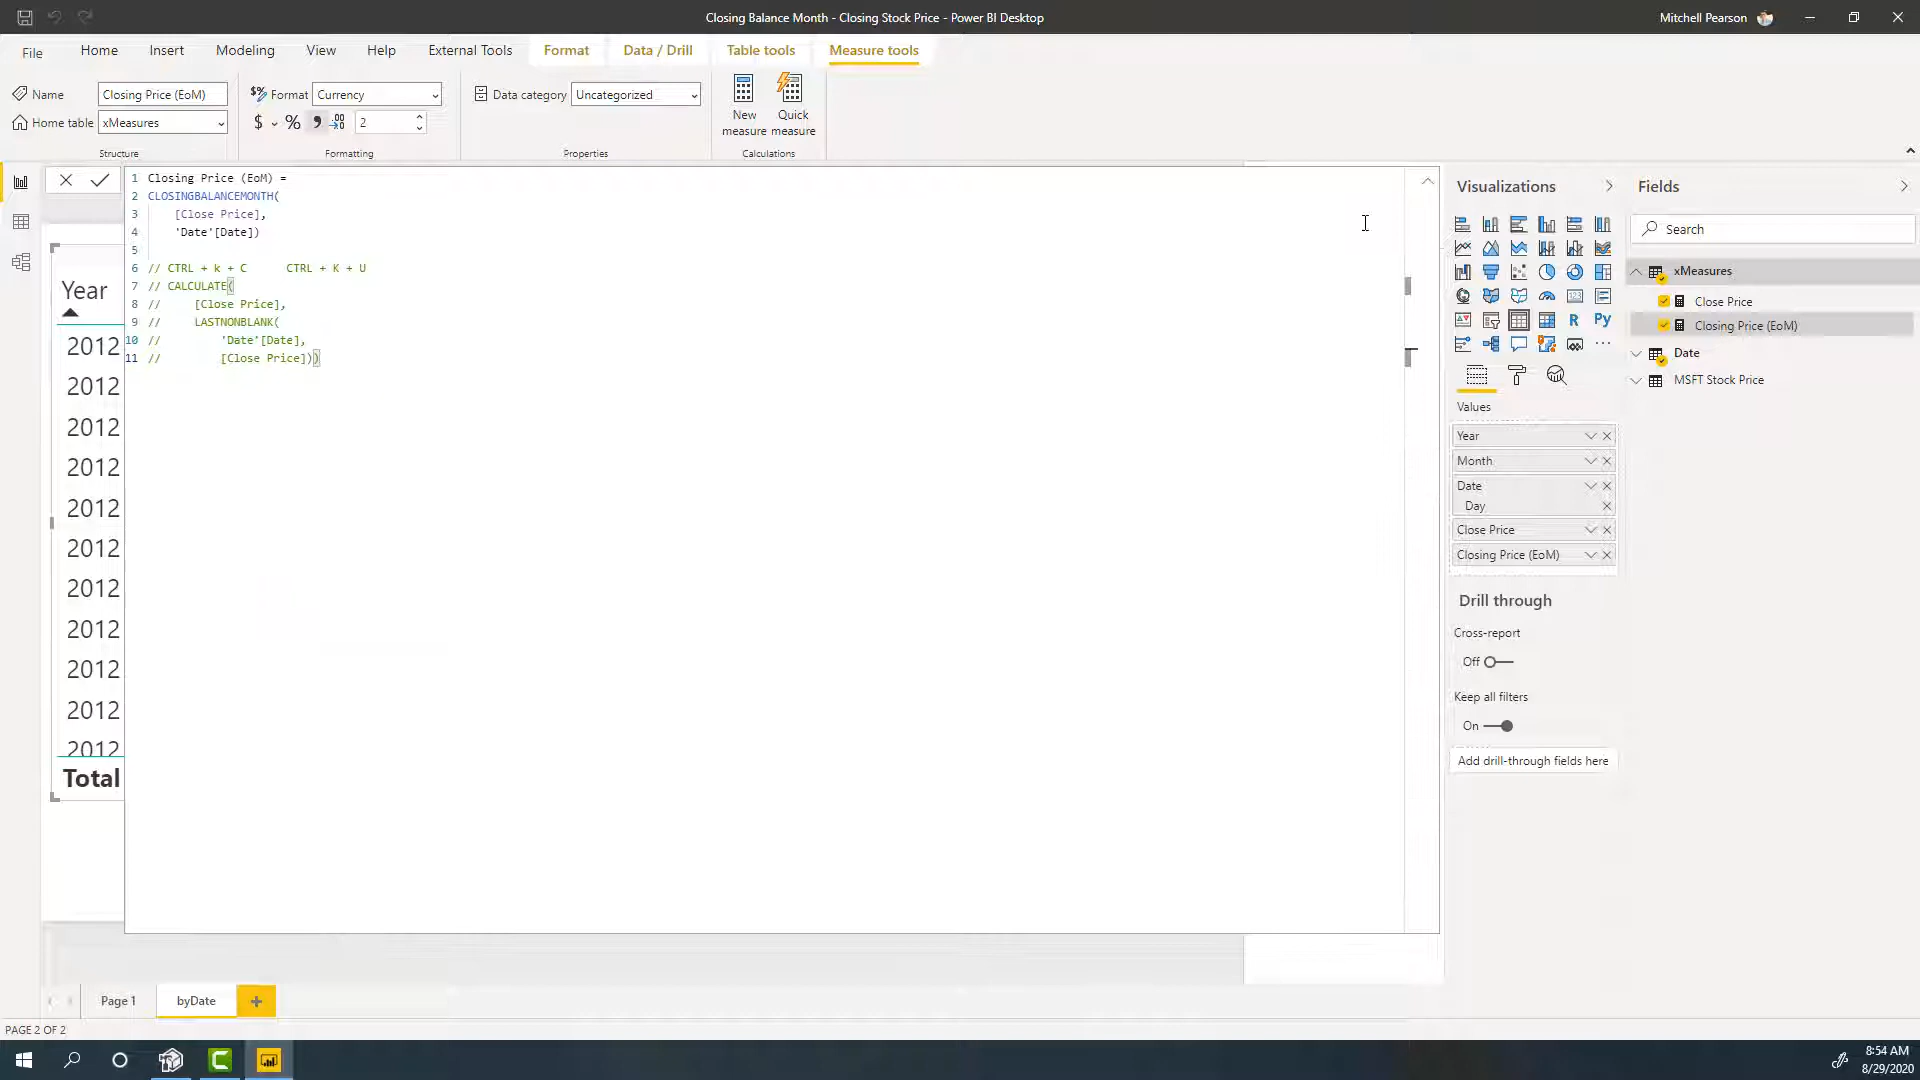 Closing Balance Month - Closing Stock Price - Power BI Desktop
Mitchell Pearson
File
Home
Insert
Modeling
View
Help
External Tools
Format
Data / Drill
Table tools
Measure tools
Name
Closing Price (EoM)
Home table
xMeasures
Structure
$% Format
Currency
$
%
,
2
Formatting
Data category
Uncategorized
Properties
New measure
Quick measure
Calculations
1 Closing Price (EoM) =
2 CLOSINGBALANCEMONTH(
3 [Close Price],
4 'Date'[Date])
5
6 // CTRL + k + C CTRL + K + U
7 // CALCULATE(
8 // [Close Price],
9 // LASTNONBLANK(
10 // 'Date'[Date],
11 // [Close Price]))
Year
2012
2012
2012
2012
2012
2012
2012
2012
2012
2012
2012
Total
Visualizations
R
Py
Values
Year
Month
Date
Day
Close Price
Closing Price (EoM)
Drill through
Cross-report
Off
Keep all filters
On
Add drill-through fields here
Fields
Search
xMeasures
Close Price
Closing Price (EoM)
Date
MSFT Stock Price
Page 1
byDate
+
PAGE 2 OF 2
8:54 AM
8/29/2020